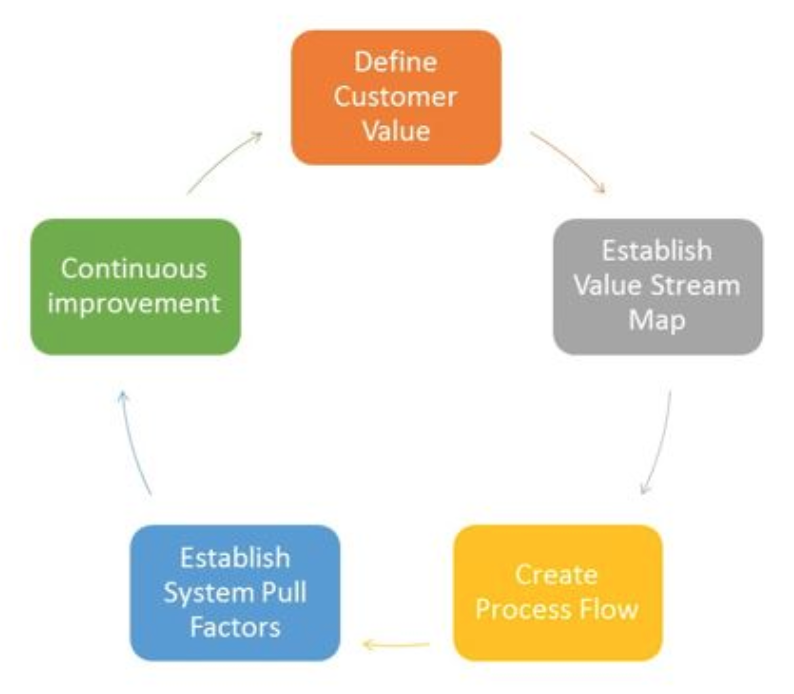 Define
Customer
Value
Establish
Value Stream
Map
Create
Process Flow
Establish
System Pull
Factors
Continuous
improvement